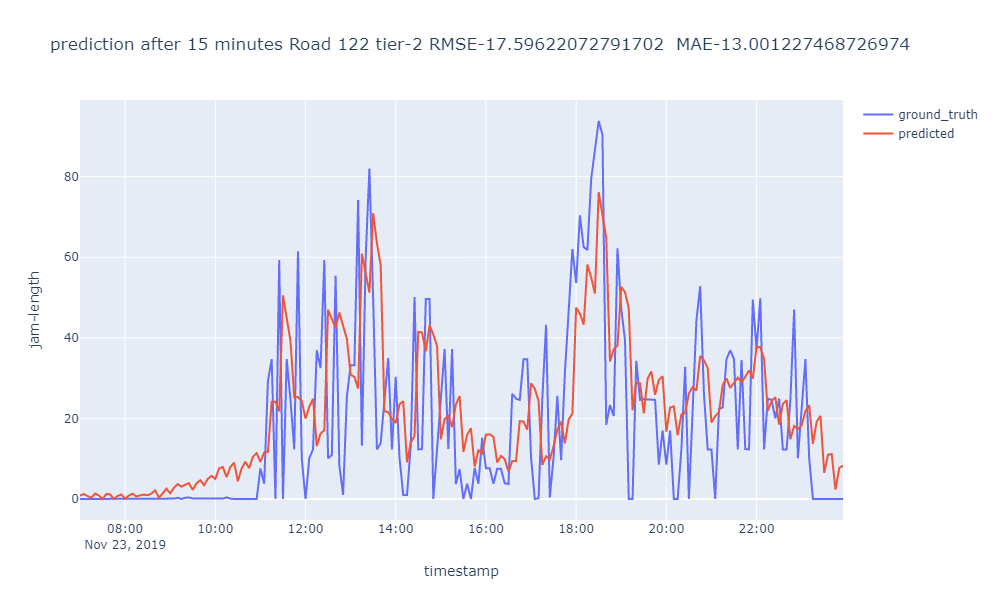 prediction after 15 minutes Road 122 tier-2 RMSE-17.59622072791702  MAE-13.001227468726974
ground_truth
predicted
80
60
40
20
0
jam-length
08:00 10:00 12:00 14:00 16:00 18:00 20:00 22:00
Nov 23, 2019
timestamp